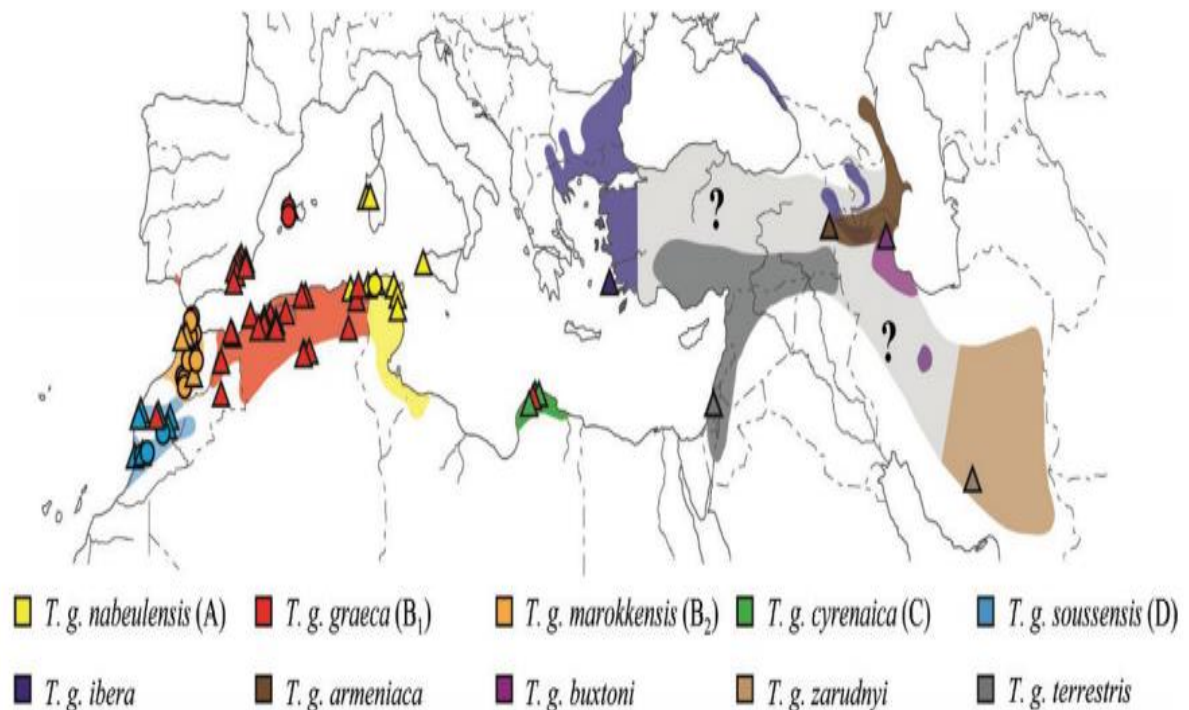 ?
?
T. g. nabeulensis (A) T. g. graeca (B₁) T. g. marokkensis (B₂) T. g. cyrenaica (C) T. g. soussensis (D)
T. g. ibera T. g. armeniaca T. g. buxtoni T. g. zarudnyi T. g. terrestris